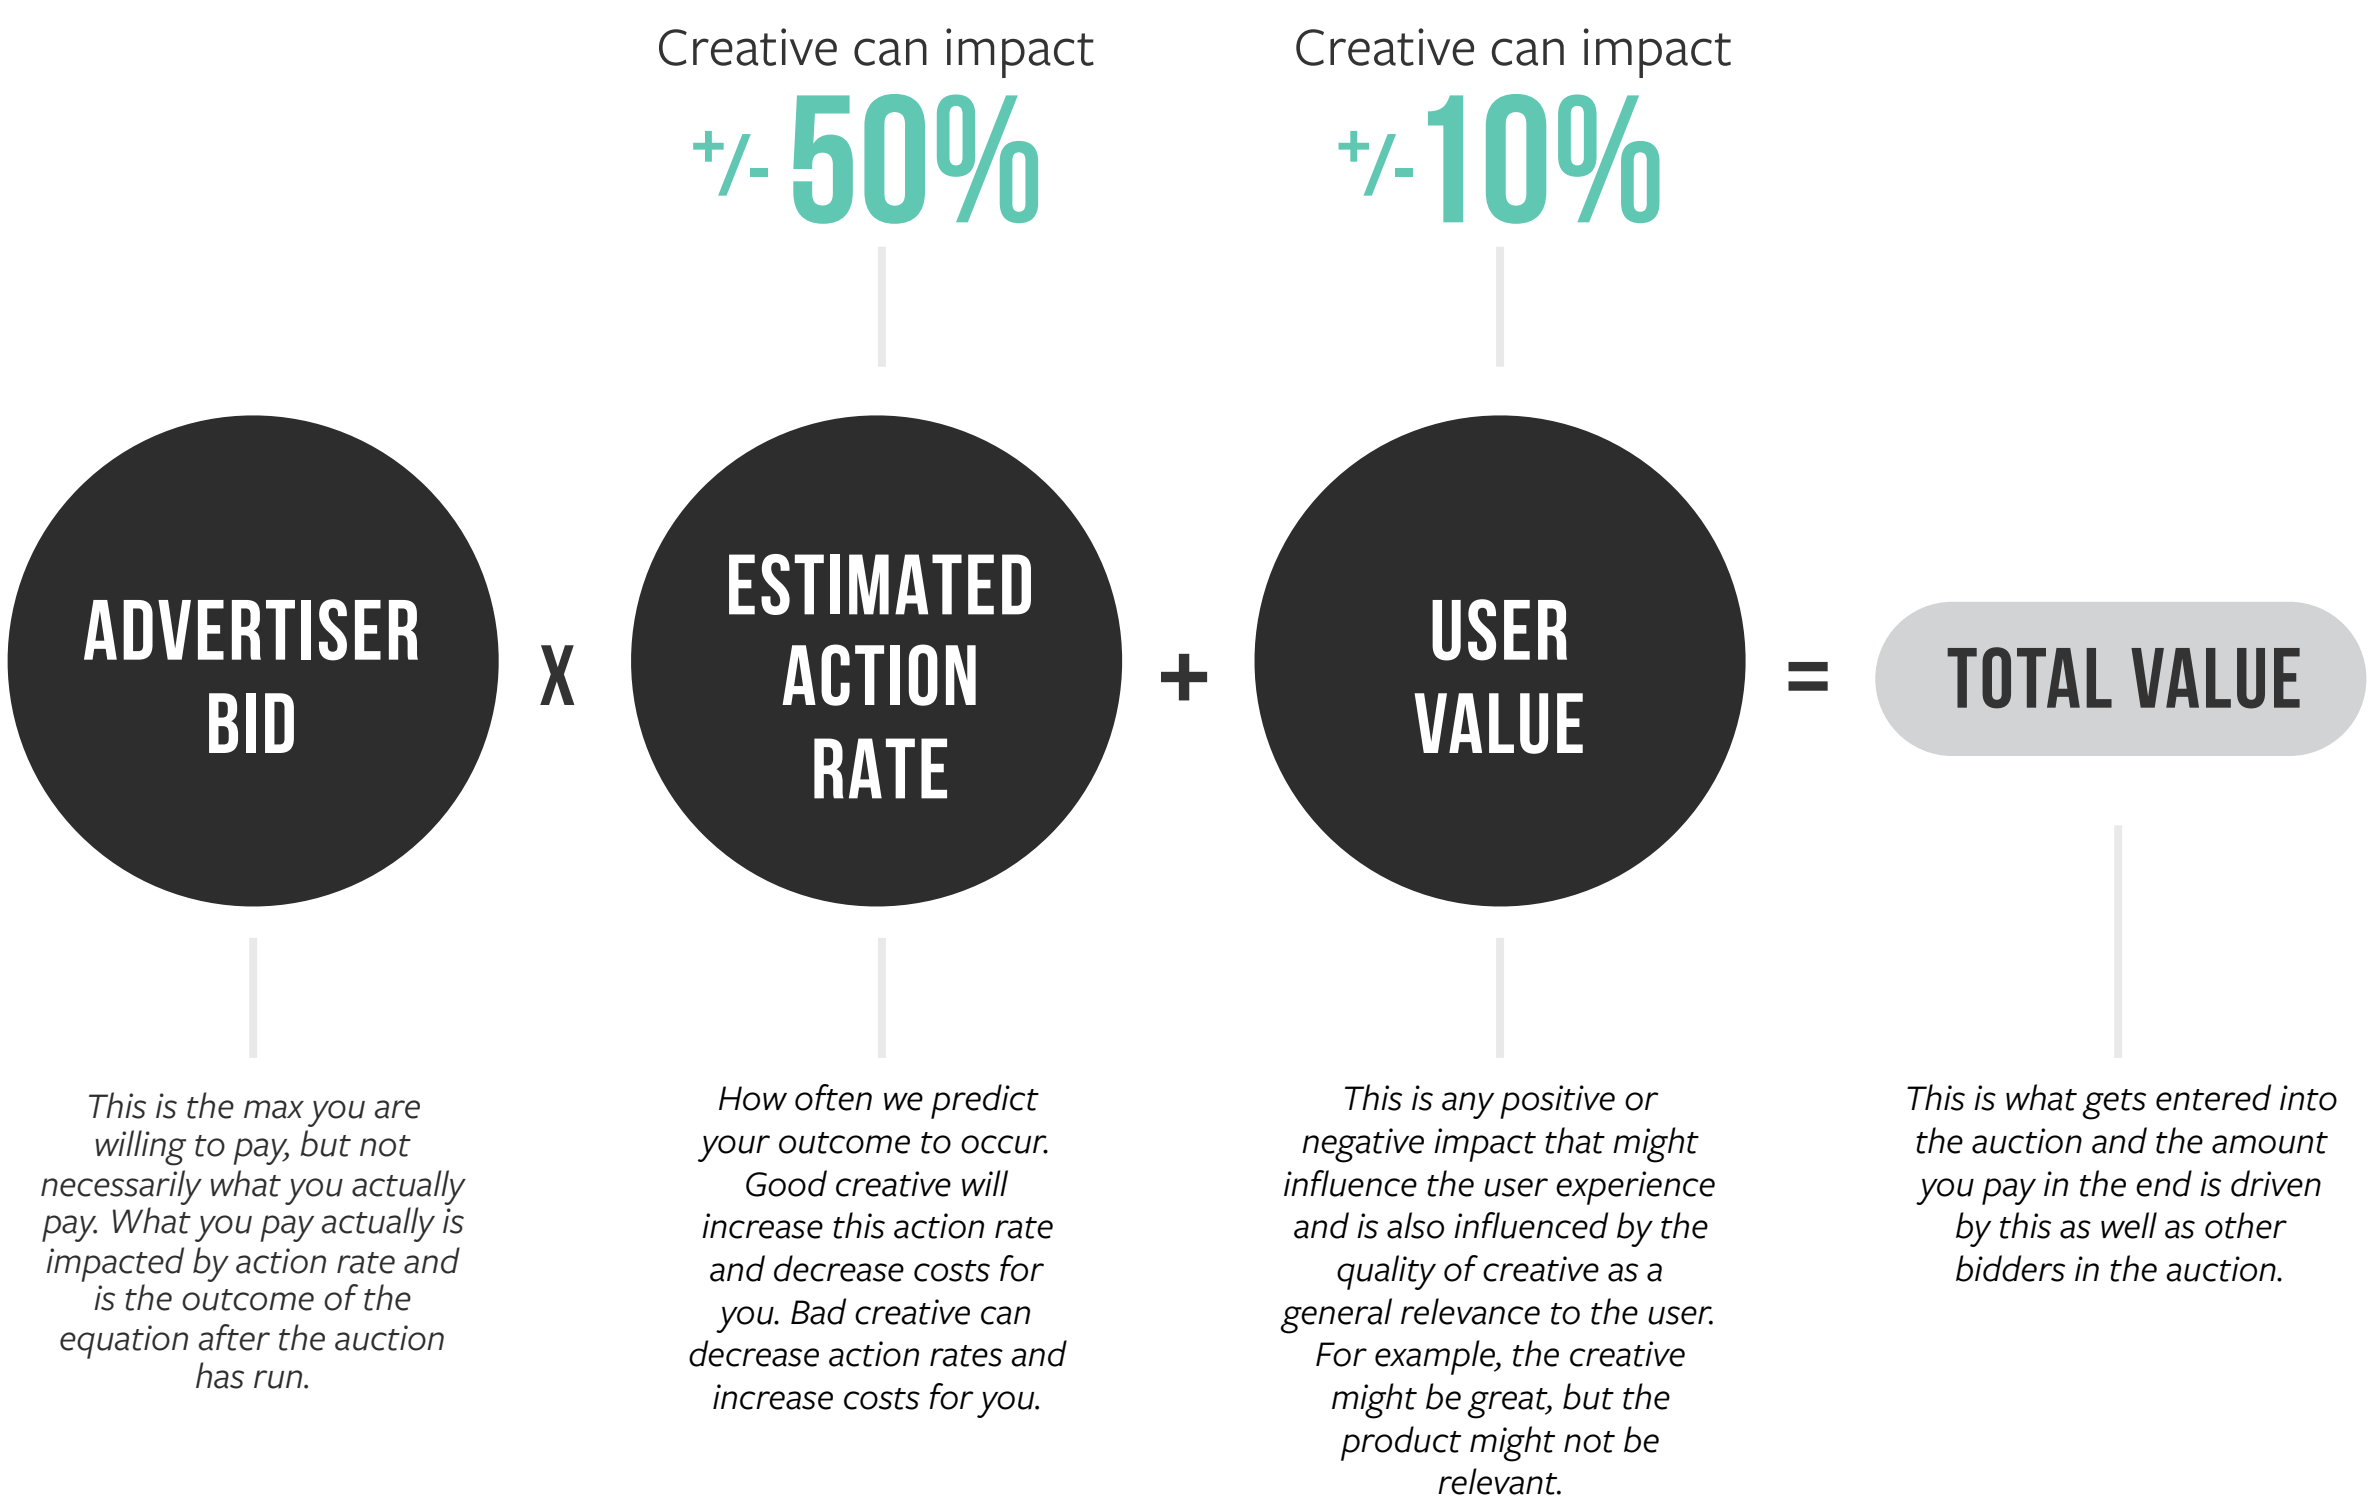 Creative can impact
+/- 50%
Creative can impact
+/- 10%
ADVERTISER
BID
X
ESTIMATED
ACTION
RATE
+
USER
VALUE
=
TOTAL VALUE
This is the max you are
willing to pay, but not
necessarily what you actually
pay. What you pay actually is
impacted by action rate and
is the outcome of the
equation after the auction
has run.
How often we predict
your outcome to occur.
Good creative will
increase this action rate
and decrease costs for
you. Bad creative can
decrease action rates and
increase costs for you.
This is any positive or
negative impact that might
influence the user experience
and is also influenced by the
quality of creative as a
general relevance to the user.
For example, the creative
might be great, but the
product might not be
relevant.
This is what gets entered into
the auction and the amount
you pay in the end is driven
by this as well as other
bidders in the auction.